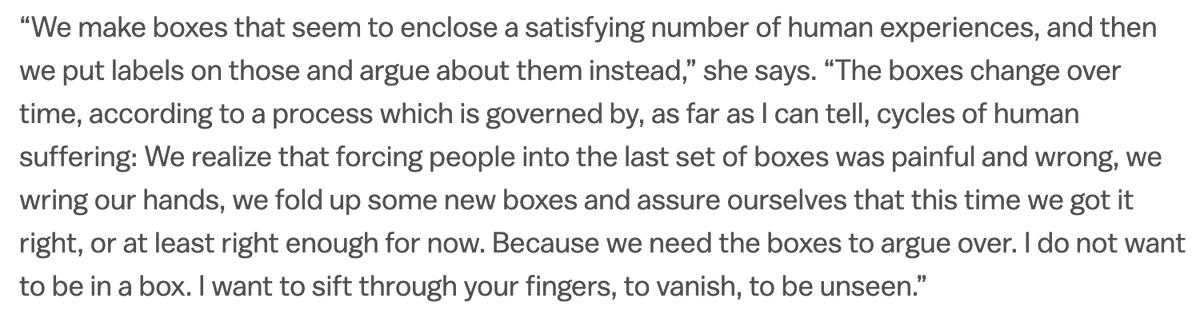 “We make boxes that seem to enclose a satisfying number of human experiences, and then
we put labels on those and argue about them instead,” she says. “The boxes change over
time, according to a process which is governed by, as far as I can tell, cycles of human
suffering: We realize that forcing people into the last set of boxes was painful and wrong, we
wring our hands, we fold up some new boxes and assure ourselves that this time we got it
right, or at least right enough for now. Because we need the boxes to argue over. I do not want
to be in a box. I want to sift through your fingers, to vanish, to be unseen.”